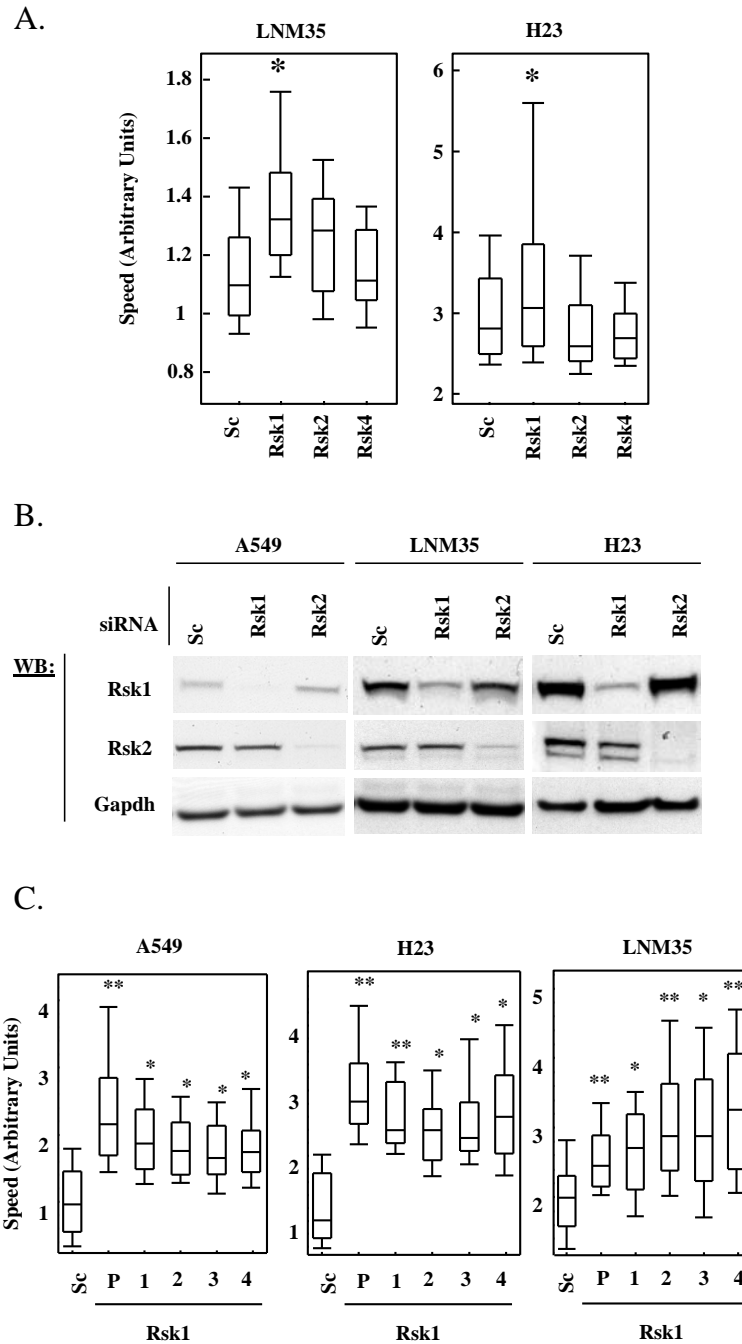 A.
LNM35
H23
Speed (Arbitrary Units)
1.8
1.6
1.4
1.2
1
0.8
*
Sc
Rsk1
Rsk2
Rsk4
6
5
4
3
2
*
Sc
Rsk1
Rsk2
Rsk4
B.
A549
LNM35
H23
siRNA
Sc
Rsk1
Rsk2
Sc
Rsk1
Rsk2
Sc
Rsk1
Rsk2
WB:
Rsk1
Rsk2
Gapdh
C.
A549
H23
LNM35
Speed (Arbitrary Units)
4
3
2
1
** * * * *
Sc P 1 2 3 4
Rsk1
4
3
2
1
** ** * * *
Sc P 1 2 3 4
Rsk1
5
4
3
2
** * ** * **
Sc P 1 2 3 4
Rsk1